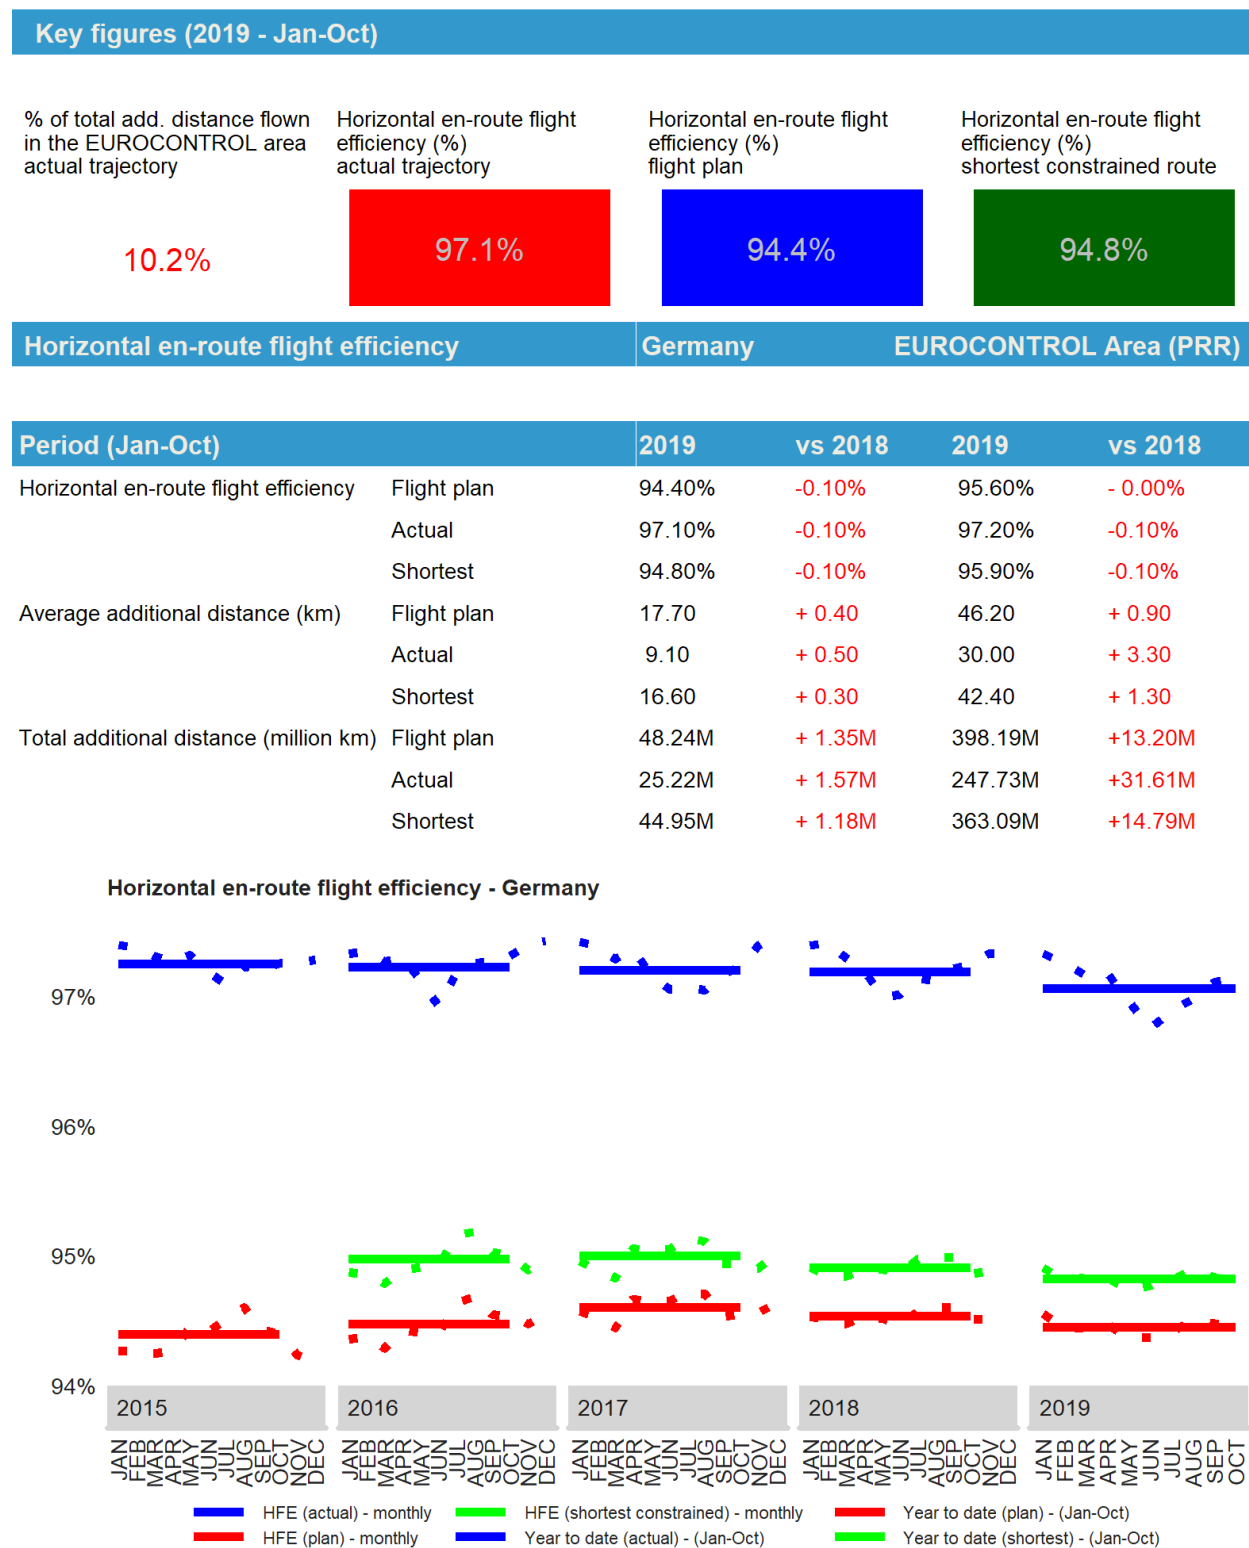 Key figures (2019 - Jan-Oct)
% of total add. distance flown
in the EUROCONTROL area
actual trajectory
10.2%
Horizontal en-route flight
efficiency (%)
actual trajectory
97.1%
Horizontal en-route flight
efficiency (%)
flight plan
94.4%
Horizontal en-route flight
efficiency (%)
shortest constrained route
94.8%
Horizontal en-route flight efficiency Germany EUROCONTROL Area (PRR)
Period (Jan-Oct) 2019 vs 2018 2019 vs 2018
Horizontal en-route flight efficiency Flight plan 94.40% -0.10% 95.60% - 0.00%
Actual 97.10% -0.10% 97.20% -0.10%
Shortest 94.80% -0.10% 95.90% -0.10%
Average additional distance (km) Flight plan 17.70 + 0.40 46.20 + 0.90
Actual 9.10 + 0.50 30.00 + 3.30
Shortest 16.60 + 0.30 42.40 + 1.30
Total additional distance (million km) Flight plan 48.24M + 1.35M 398.19M +13.20M
Actual 25.22M + 1.57M 247.73M +31.61M
Shortest 44.95M + 1.18M 363.09M +14.79M
Horizontal en-route flight efficiency - Germany
97%
96%
95%
94%
2015 2016 2017 2018 2019
JAN FEB MAR APR MAY JUN JUL AUG SEP OCT NOV DEC JAN FEB MAR APR MAY JUN JUL AUG SEP OCT NOV DEC JAN FEB MAR APR MAY JUN JUL AUG SEP OCT NOV DEC JAN FEB MAR APR MAY JUN JUL AUG SEP OCT NOV DEC JAN FEB MAR APR MAY JUN JUL AUG SEP OCT
HFE (actual) - monthly HFE (shortest constrained) - monthly Year to date (plan) - (Jan-Oct)
HFE (plan) - monthly Year to date (actual) - (Jan-Oct) Year to date (shortest) - (Jan-Oct)